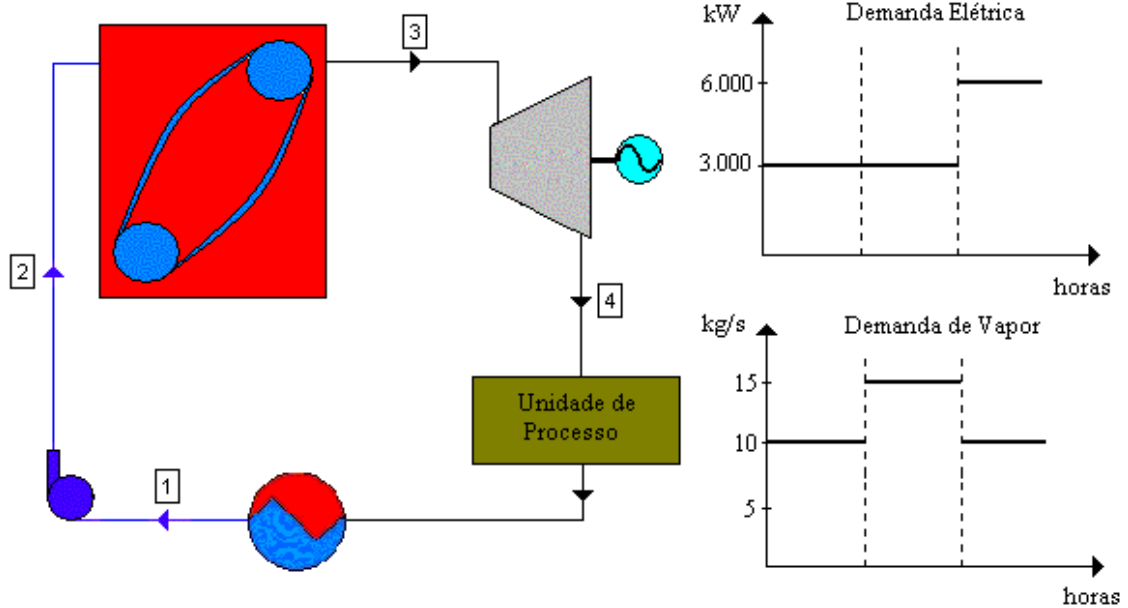 3
2
4
Unidade de
Processo
1
kW
Demanda Elétrica
6.000
3.000
horas
kg/s
Demanda de Vapor
15
10
5
horas